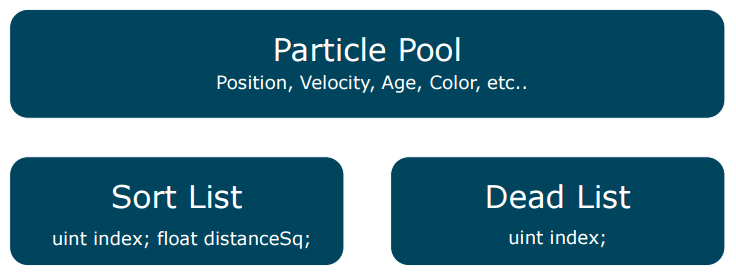 Particle Pool
Position, Velocity, Age, Color, etc..
Sort List
uint index; float distanceSq;
Dead List
uint index;